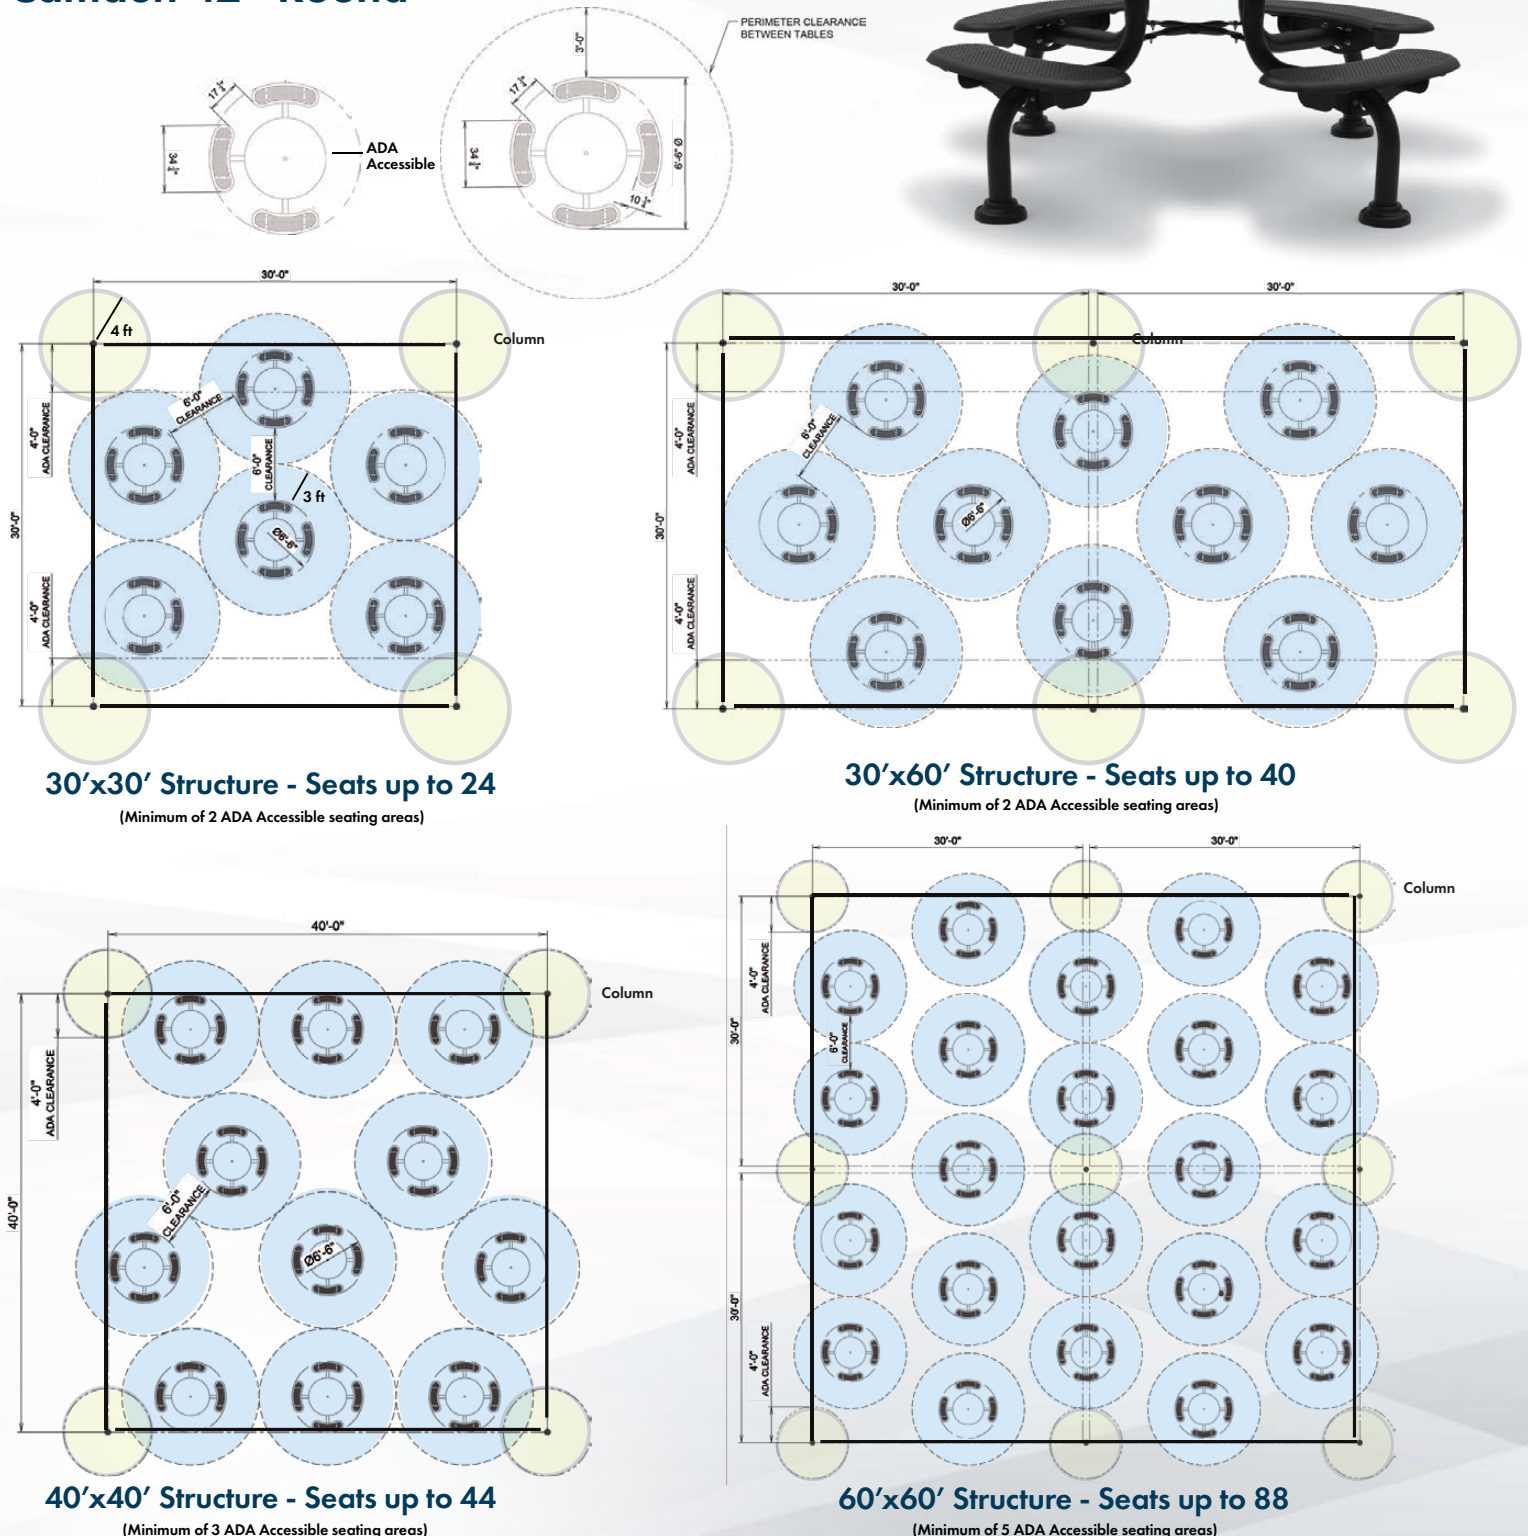 Camden 42" Round
PERIMETER CLEARANCE
BETWEEN TABLES
3'-0"
17 1/4"
34 3/4"
ADA
Accessible
17 1/4"
34 3/4"
6'-6" Ø
30'-0"
4 ft
Column
6'-0"
CLEARANCE
4'-0"
ADA CLEARANCE
6'-0"
CLEARANCE
3 ft
Ø6'-6"
30'-0"
4'-0"
ADA CLEARANCE
30'x30' Structure - Seats up to 24
(Minimum of 2 ADA Accessible seating areas)
30'-0"
30'-0"
Column
4'-0"
ADA CLEARANCE
6'-0"
CLEARANCE
Ø6'-6"
30'-0"
4'-0"
ADA CLEARANCE
30'x60' Structure - Seats up to 40
(Minimum of 2 ADA Accessible seating areas)
40'-0"
Column
4'-0"
ADA CLEARANCE
6'-0"
CLEARANCE
40'-0"
Ø6'-6"
40'x40' Structure - Seats up to 44
(Minimum of 3 ADA Accessible seating areas)
30'-0"
30'-0"
Column
4'-0"
ADA CLEARANCE
30'-0"
6'-0"
CLEARANCE
30'-0"
4'-0"
ADA CLEARANCE
60'x60' Structure - Seats up to 88
(Minimum of 5 ADA Accessible seating areas)